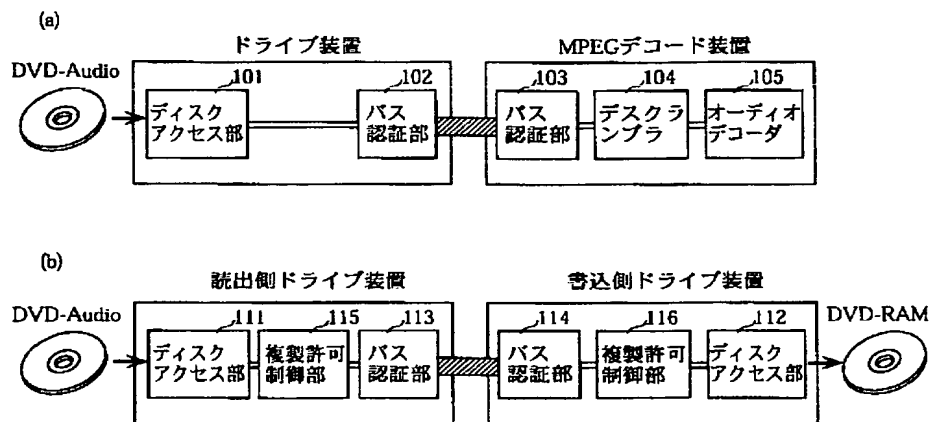 (a)
ドライブ装置
MPEGデコード装置
DVD-Audio
101
102
103
104
105
ディスク
アクセス部
バス
認証部
バス
認証部
デスクラ
ンブラ
オーディオ
デコーダ
(b)
読出側ドライブ装置
書込側ドライブ装置
DVD-Audio
111
115
113
114
116
112
DVD-RAM
ディスク
アクセス部
複製許可
制御部
バス
認証部
バス
認証部
複製許可
制御部
ディスク
アクセス部